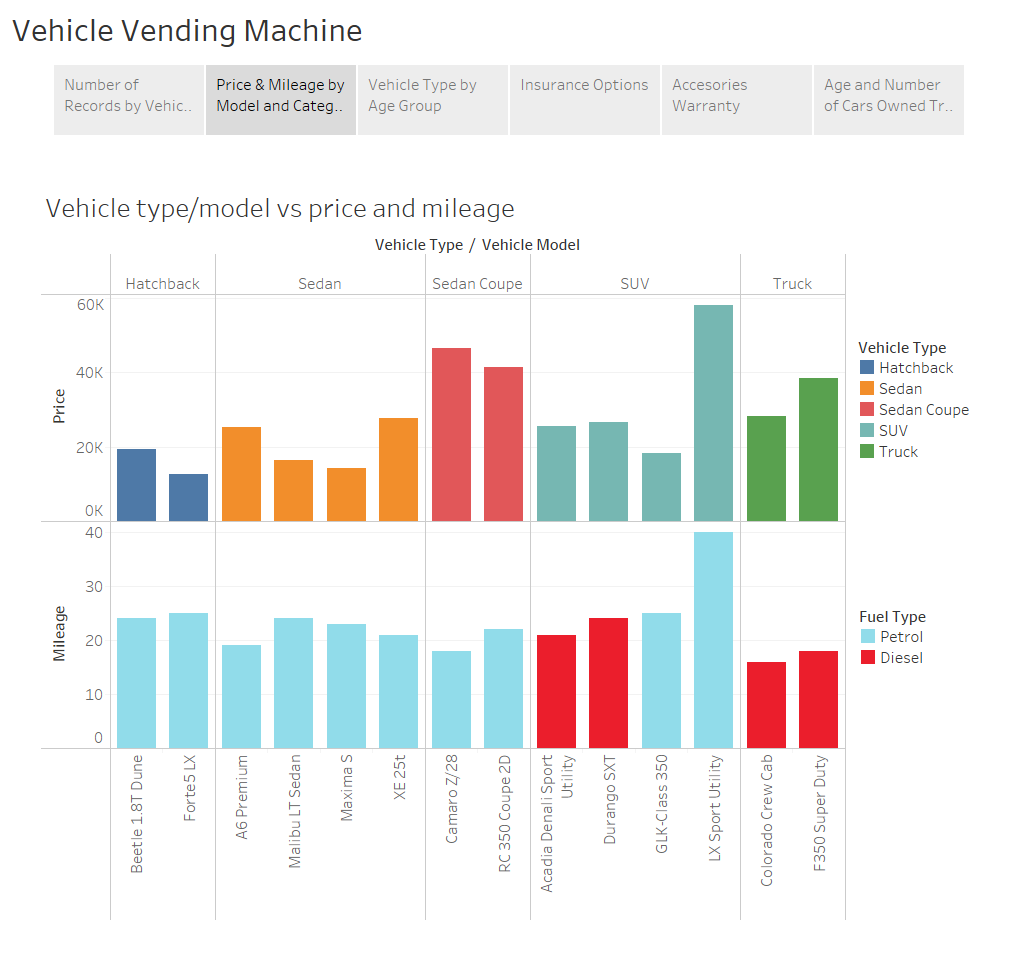 Vehicle Vending Machine
Number of
Records by Vehic..
Price & Mileage by
Model and Categ..
Vehicle Type by
Age Group
Insurance Options
Accesories
Warranty
Age and Number
of Cars Owned Tr..
Vehicle type/model vs price and mileage
Vehicle Type / Vehicle Model
Hatchback
Sedan
Sedan Coupe
SUV
Truck
Price
60K
40K
20K
0K
Mileage
40
30
20
10
0
Beetle 1.8T Dune
Forte5 LX
A6 Premium
Malibu LT Sedan
Maxima S
XE 25t
Camaro Z/28
RC 350 Coupe 2D
Acadia Denali Sport
Utility
Durango SXT
GLK-Class 350
LX Sport Utility
Colorado Crew Cab
F350 Super Duty
Vehicle Type
Hatchback
Sedan
Sedan Coupe
SUV
Truck
Fuel Type
Petrol
Diesel